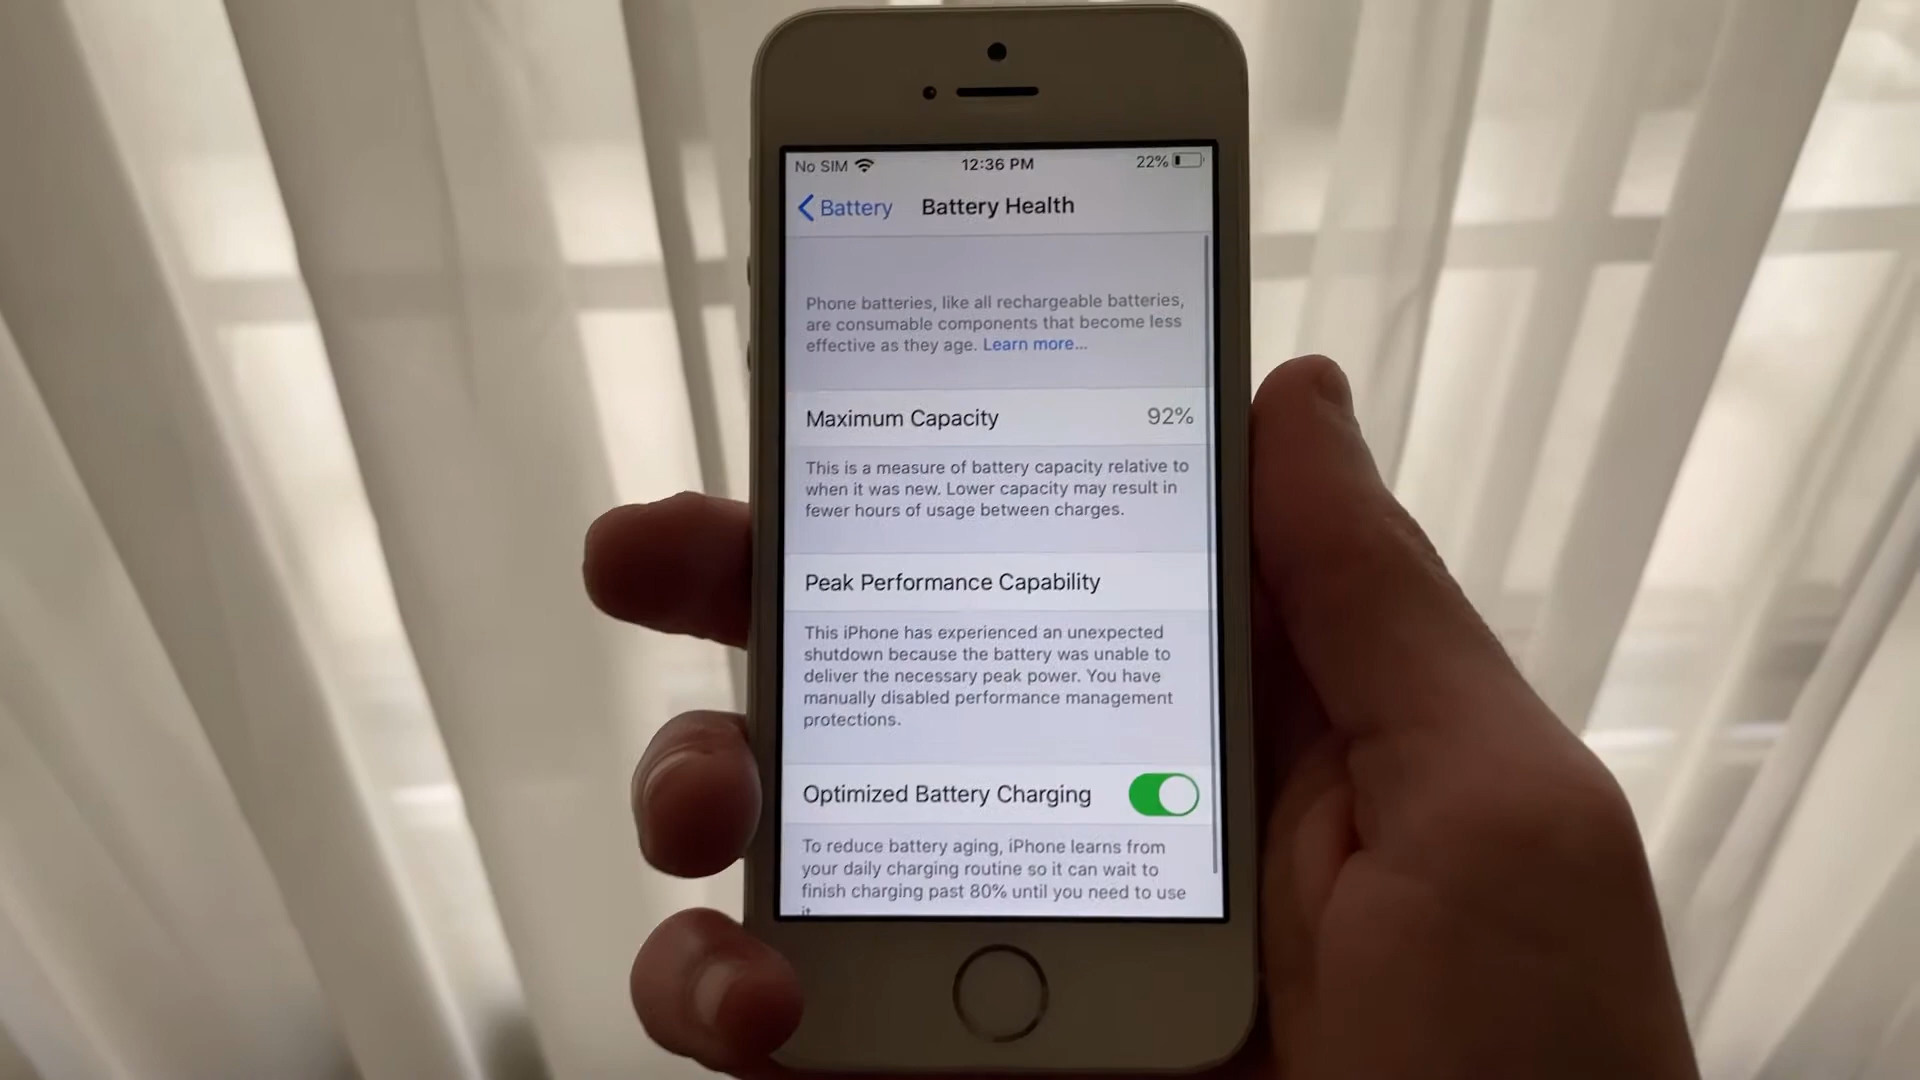 No SIM 12:36 PM 22%
Battery Battery Health
Phone batteries, like all rechargeable batteries,
are consumable components that become less
effective as they age. Learn more...
Maximum Capacity 92%
This is a measure of battery capacity relative to
when it was new. Lower capacity may result in
fewer hours of usage between charges.
Peak Performance Capability
This iPhone has experienced an unexpected
shutdown because the battery was unable to
deliver the necessary peak power. You have
manually disabled performance management
protections.
Optimized Battery Charging
To reduce battery aging, iPhone learns from
your daily charging routine so it can wait to
finish charging past 80% until you need to use
it.